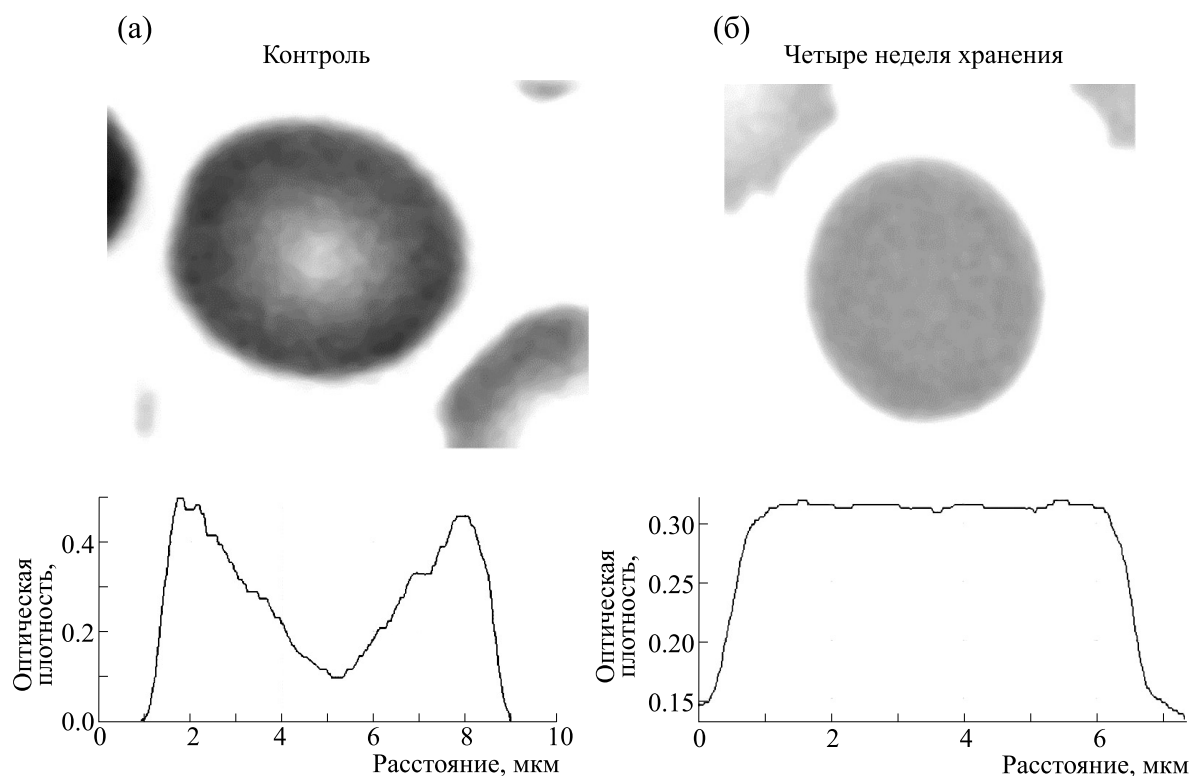 (а)
Контроль
(б)
Четыре неделя хранения
Оптическая
плотность,
0.4
0.2
0.0
0 2 4 6 8 10
Расстояние, мкм
Оптическая
плотность,
0.30
0.25
0.20
0.15
0 2 4 6
Расстояние, мкм